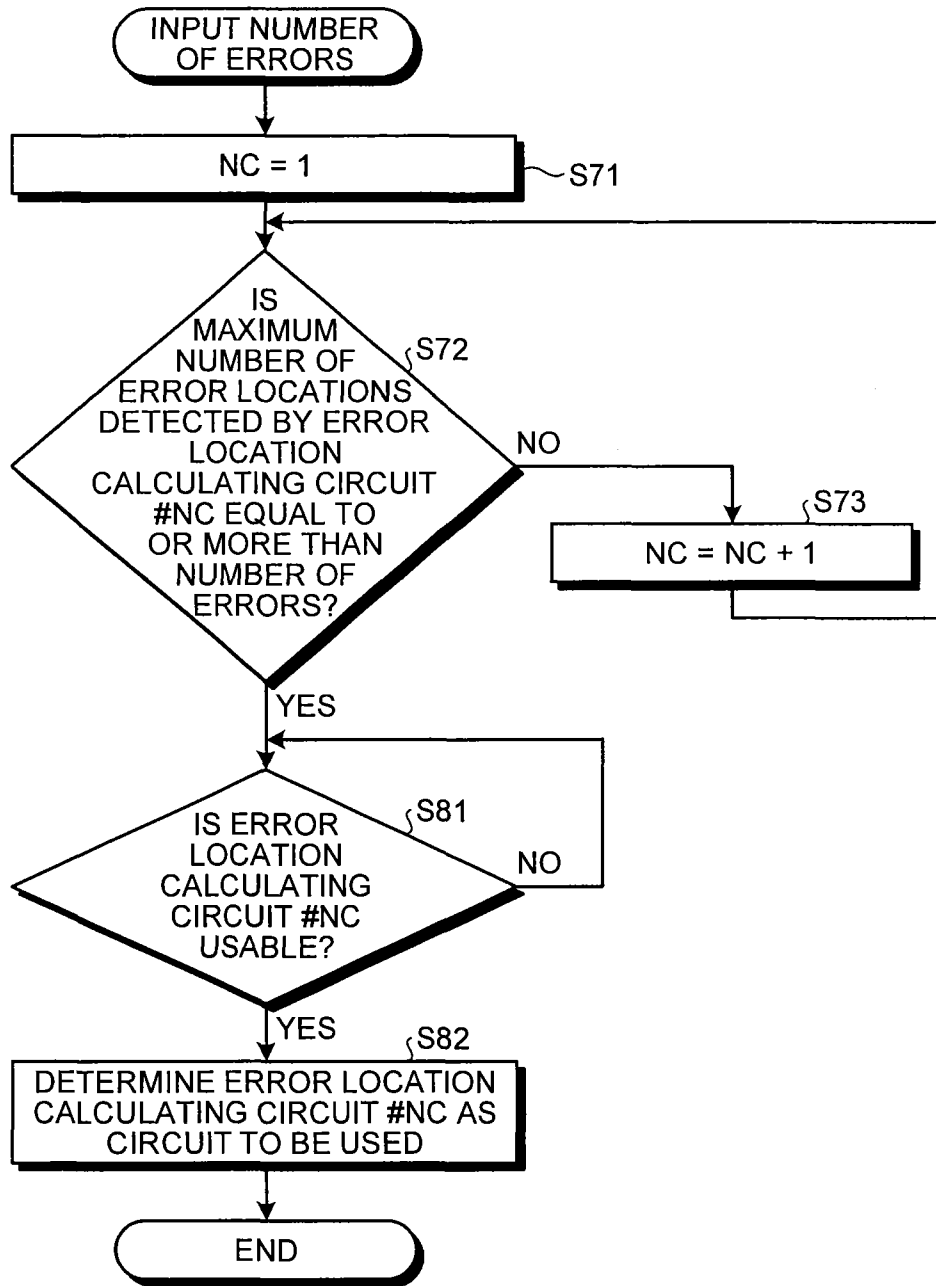 INPUT NUMBER
OF ERRORS
NC = 1
S71
IS
MAXIMUM
NUMBER OF
ERROR LOCATIONS
DETECTED BY ERROR
LOCATION
CALCULATING CIRCUIT
#NC EQUAL TO
OR MORE THAN
NUMBER OF
ERRORS?
S72
NO
S73
NC = NC + 1
YES
S81
IS ERROR
LOCATION
CALCULATING
CIRCUIT #NC
USABLE?
NO
YES
S82
DETERMINE ERROR LOCATION
CALCULATING CIRCUIT #NC AS
CIRCUIT TO BE USED
END